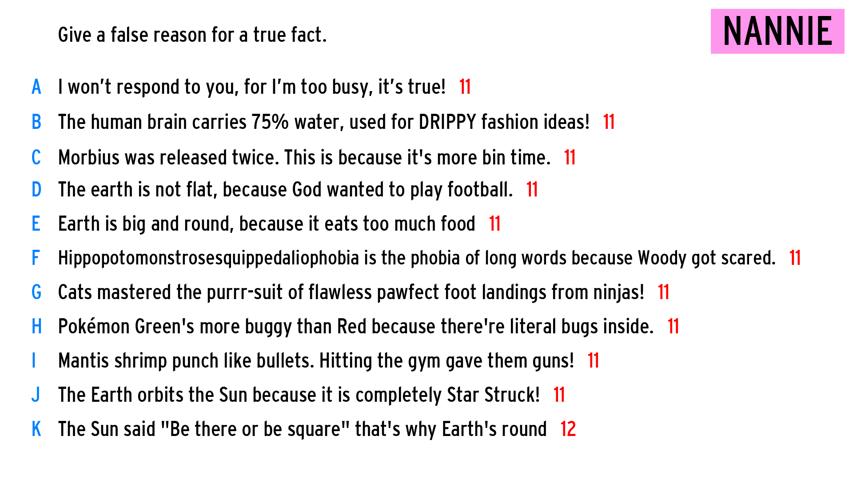 Give a false reason for a true fact.
NANNIE
A I won’t respond to you, for I’m too busy, it’s true! 11
B The human brain carries 75% water, used for DRIPPY fashion ideas! 11
C Morbius was released twice. This is because it's more bin time. 11
D The earth is not flat, because God wanted to play football. 11
E Earth is big and round, because it eats too much food 11
F Hippopotomonstrosesquippedaliophobia is the phobia of long words because Woody got scared. 11
G Cats mastered the purrr-suit of flawless pawfect foot landings from ninjas! 11
H Pokémon Green's more buggy than Red because there're literal bugs inside. 11
I Mantis shrimp punch like bullets. Hitting the gym gave them guns! 11
J The Earth orbits the Sun because it is completely Star Struck! 11
K The Sun said "Be there or be square" that's why Earth's round 12